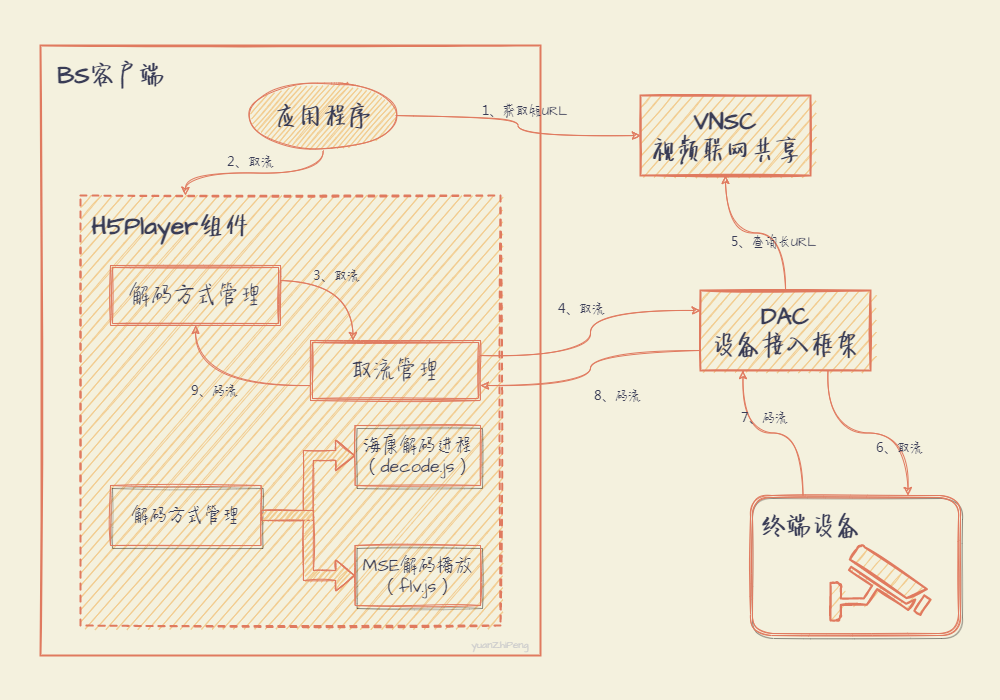 BS客户端
应用程序
1、获取短URL
VNSC
视频联网共享
2、取流
H5Player组件
解码方式管理
3、取流
取流管理
4、取流
5、查询长URL
DAC
设备接入框架
9、码流
8、码流
7、码流
6、取流
海康解码进程
(decode.js)
解码方式管理
MSE解码播放
(flv.js)
终端设备
yuanZhiPeng